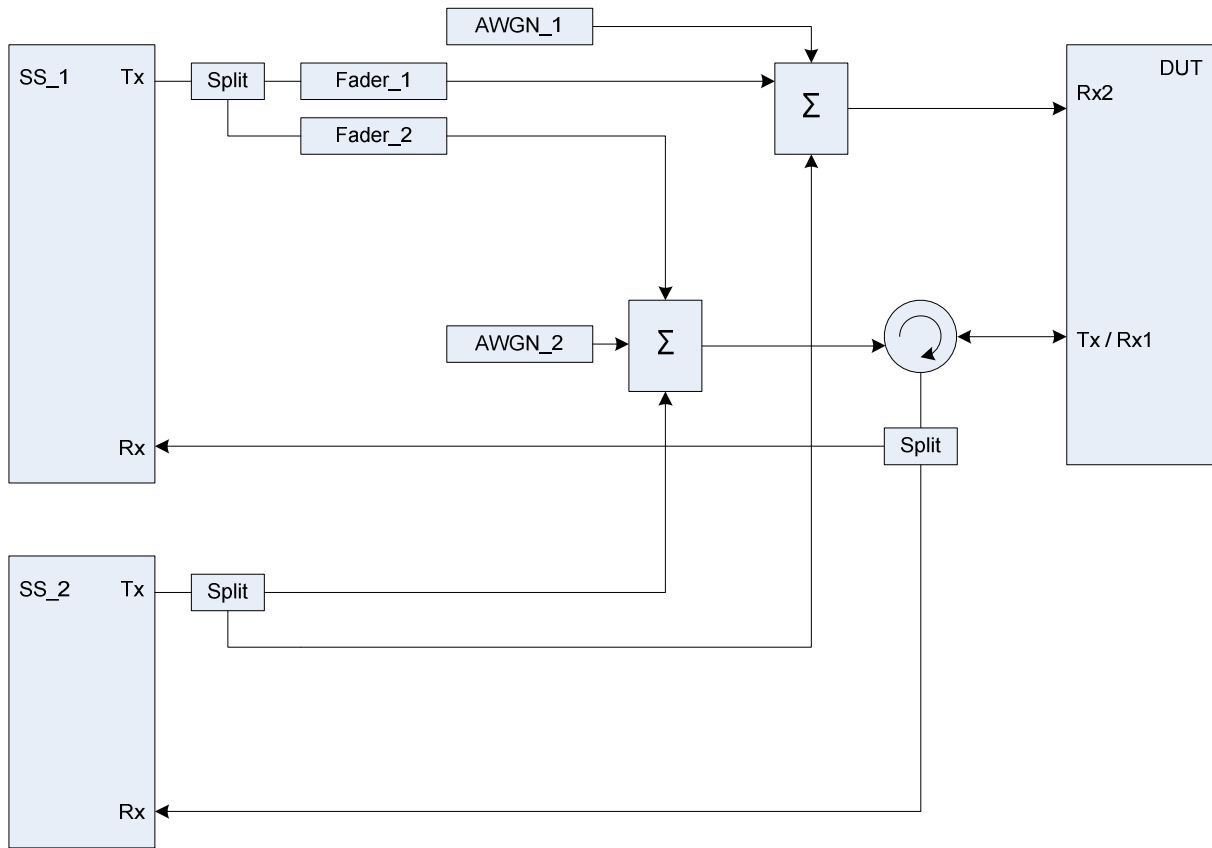 AWGN_1
SS_1
Tx
Split
Fader_1
Σ
DUT
Rx2
Fader_2
AWGN_2
Σ
Tx / Rx1
Rx
Split
SS_2
Tx
Split
Rx